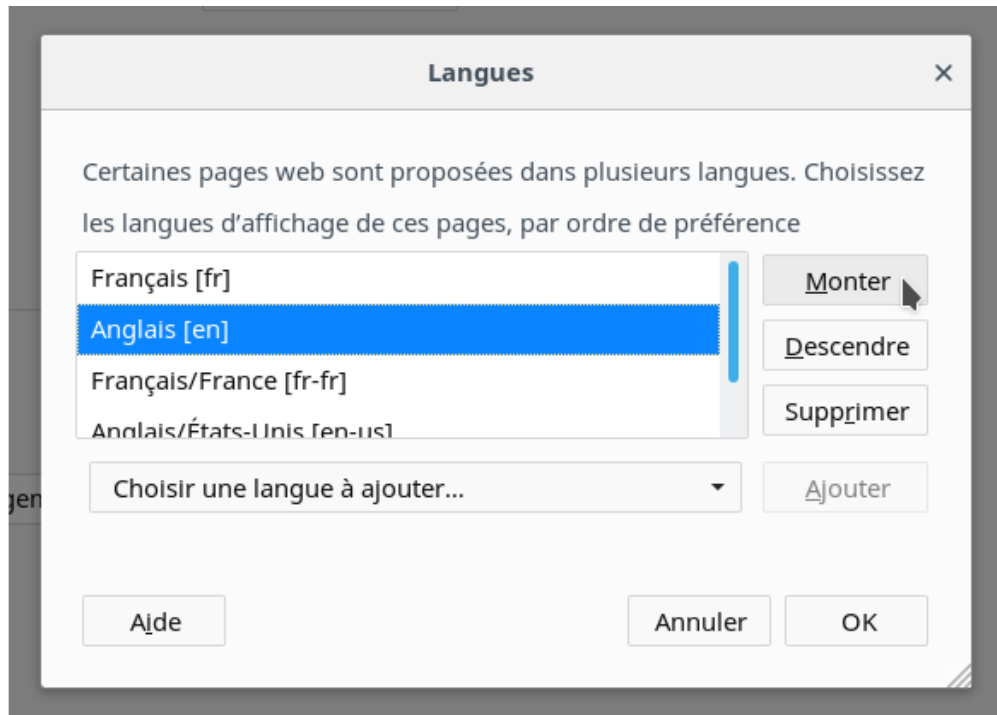 Langues
Certaines pages web sont proposées dans plusieurs langues. Choisissez
les langues d’affichage de ces pages, par ordre de préférence
Français [fr]
Monter
Anglais [en]
Descendre
Français/France [fr-fr]
Supprimer
Anglais/États-Unis [en-us]
Choisir une langue à ajouter...
Ajouter
gen
Aide
Annuler
OK